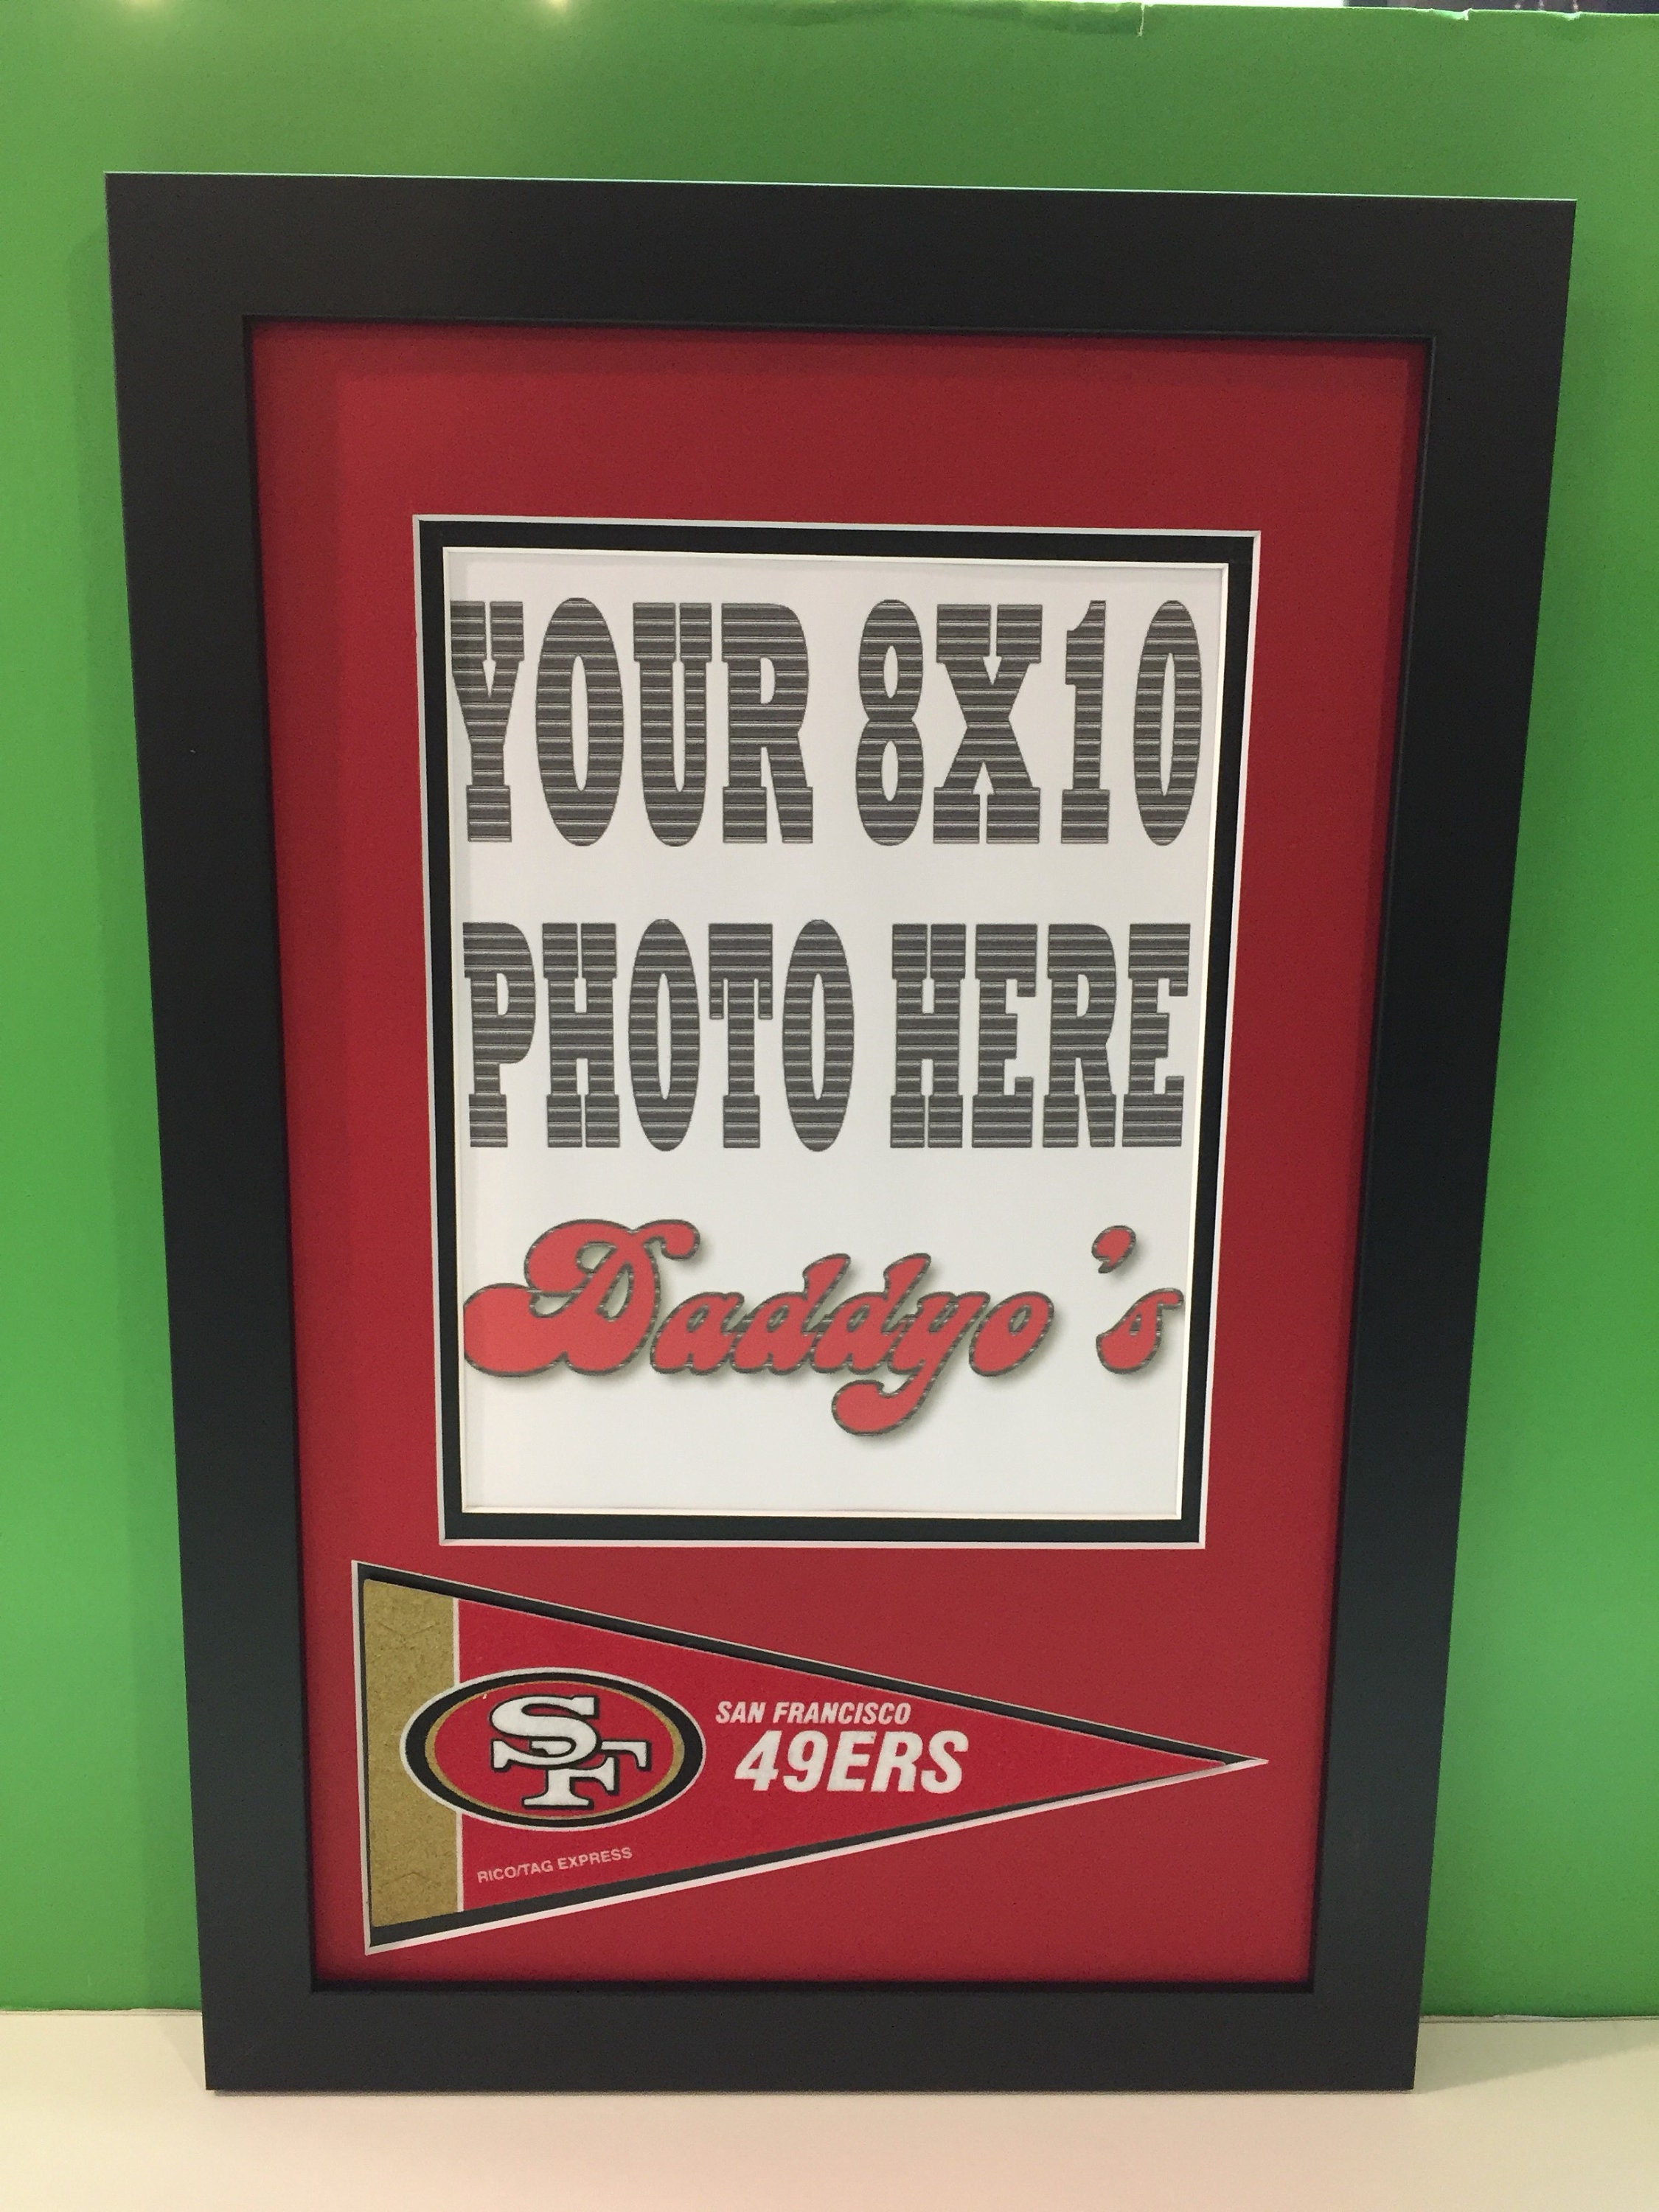 YOUR 8X10
PHOTO HERE
Daddyo's
SF
SAN FRANCISCO
49ERS
RICO/TAG EXPRESS